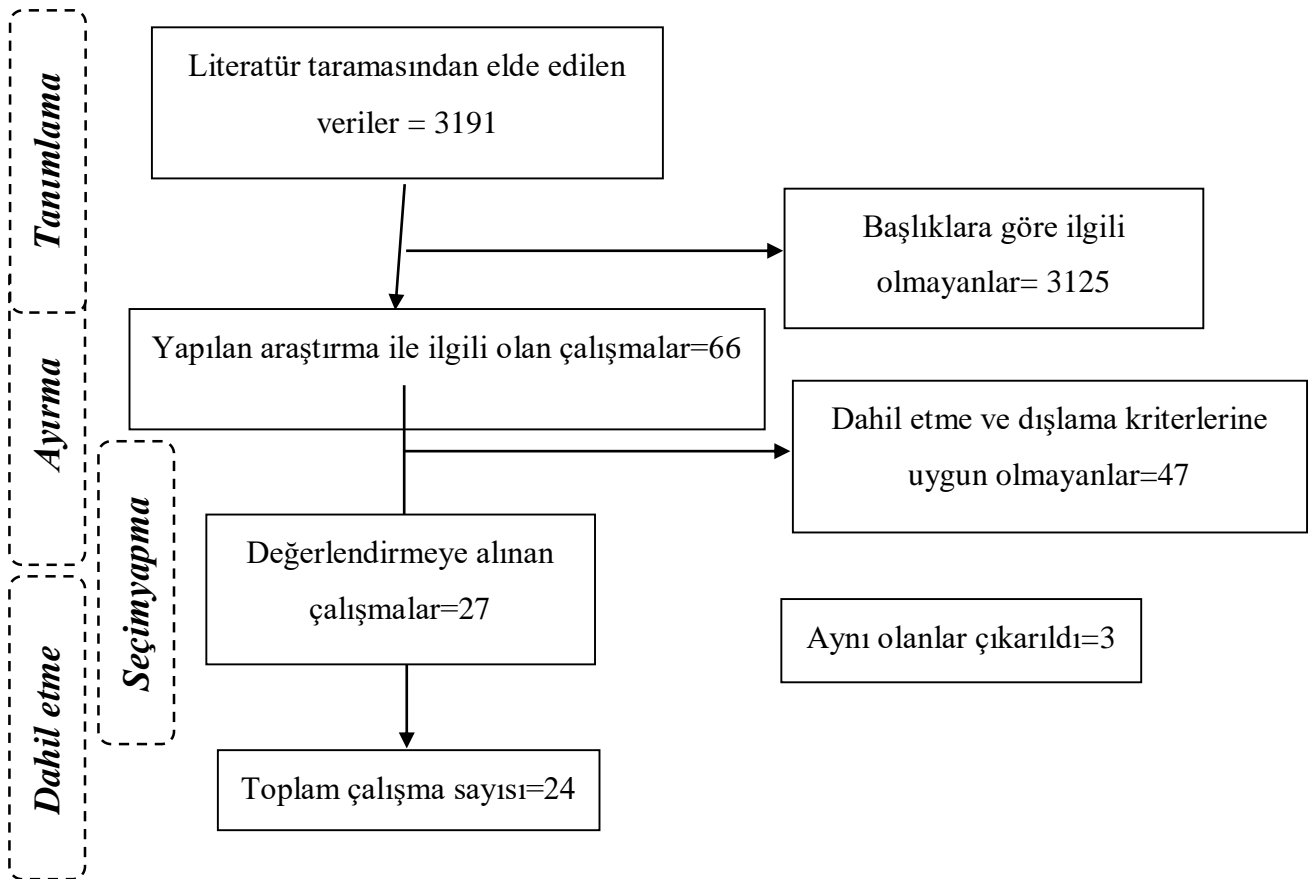 Tanımlama
Literatür taramasından elde edilen
veriler = 3191
Başlıklara göre ilgili
olmayanlar= 3125
Ayırma
Yapılan araştırma ile ilgili olan çalışmalar=66
Dahil etme ve dışlama kriterlerine
uygun olmayanlar=47
Seçimyapma
Değerlendirmeye alınan
çalışmalar=27
Aynı olanlar çıkarıldı=3
Dahil etme
Toplam çalışma sayısı=24